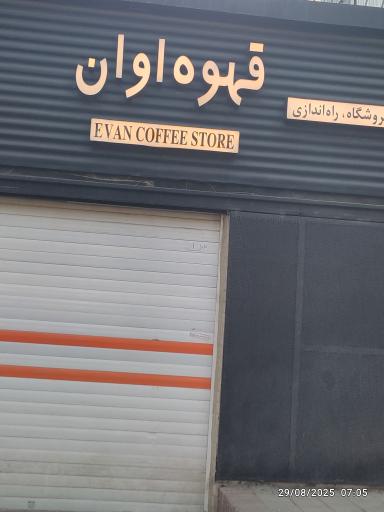 قهوه اوان
EVAN COFFEE STORE
روشگاه، راه‌اندازی
29/08/2025 07:05